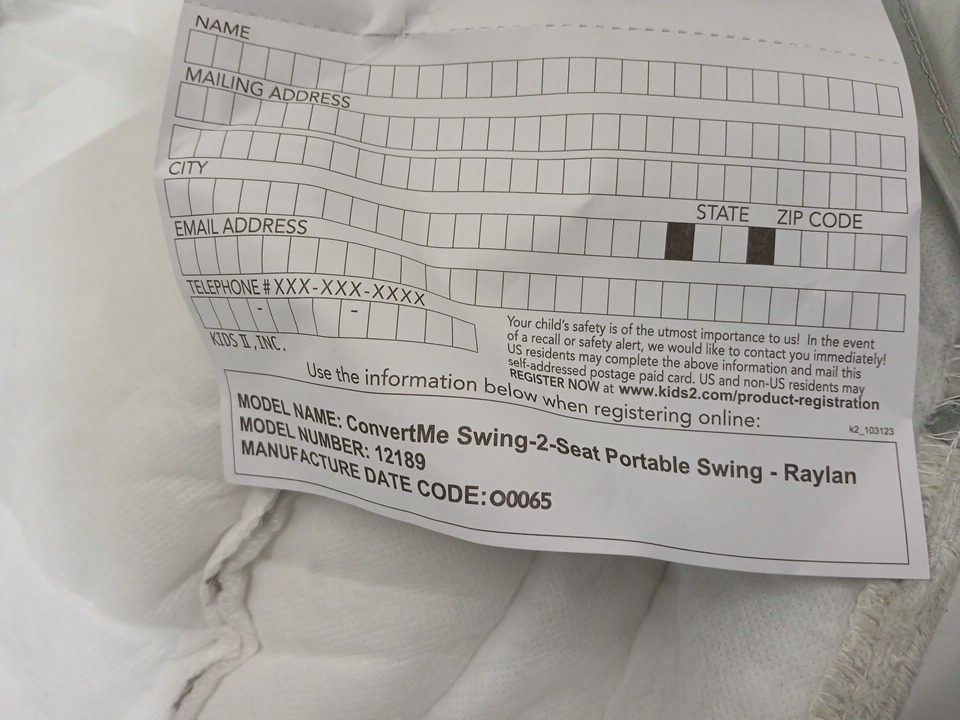 NAME
MAILING ADDRESS
CITY
STATE ZIP CODE
EMAIL ADDRESS
TELEPHONE # XXX-XXX-XXXX
- -
KIDS II, INC.
Your child's safety is of the utmost importance to us! In the event
of a recall or safety alert, we would like to contact you immediately!
US residents may complete the above information and mail this
self-addressed postage paid card. US and non-US residents may
REGISTER NOW at www.kids2.com/product-registration
k2_103123
Use the information below when registering online:
MODEL NAME: ConvertMe Swing-2-Seat Portable Swing - Raylan
MODEL NUMBER: 12189
MANUFACTURE DATE CODE: OO065